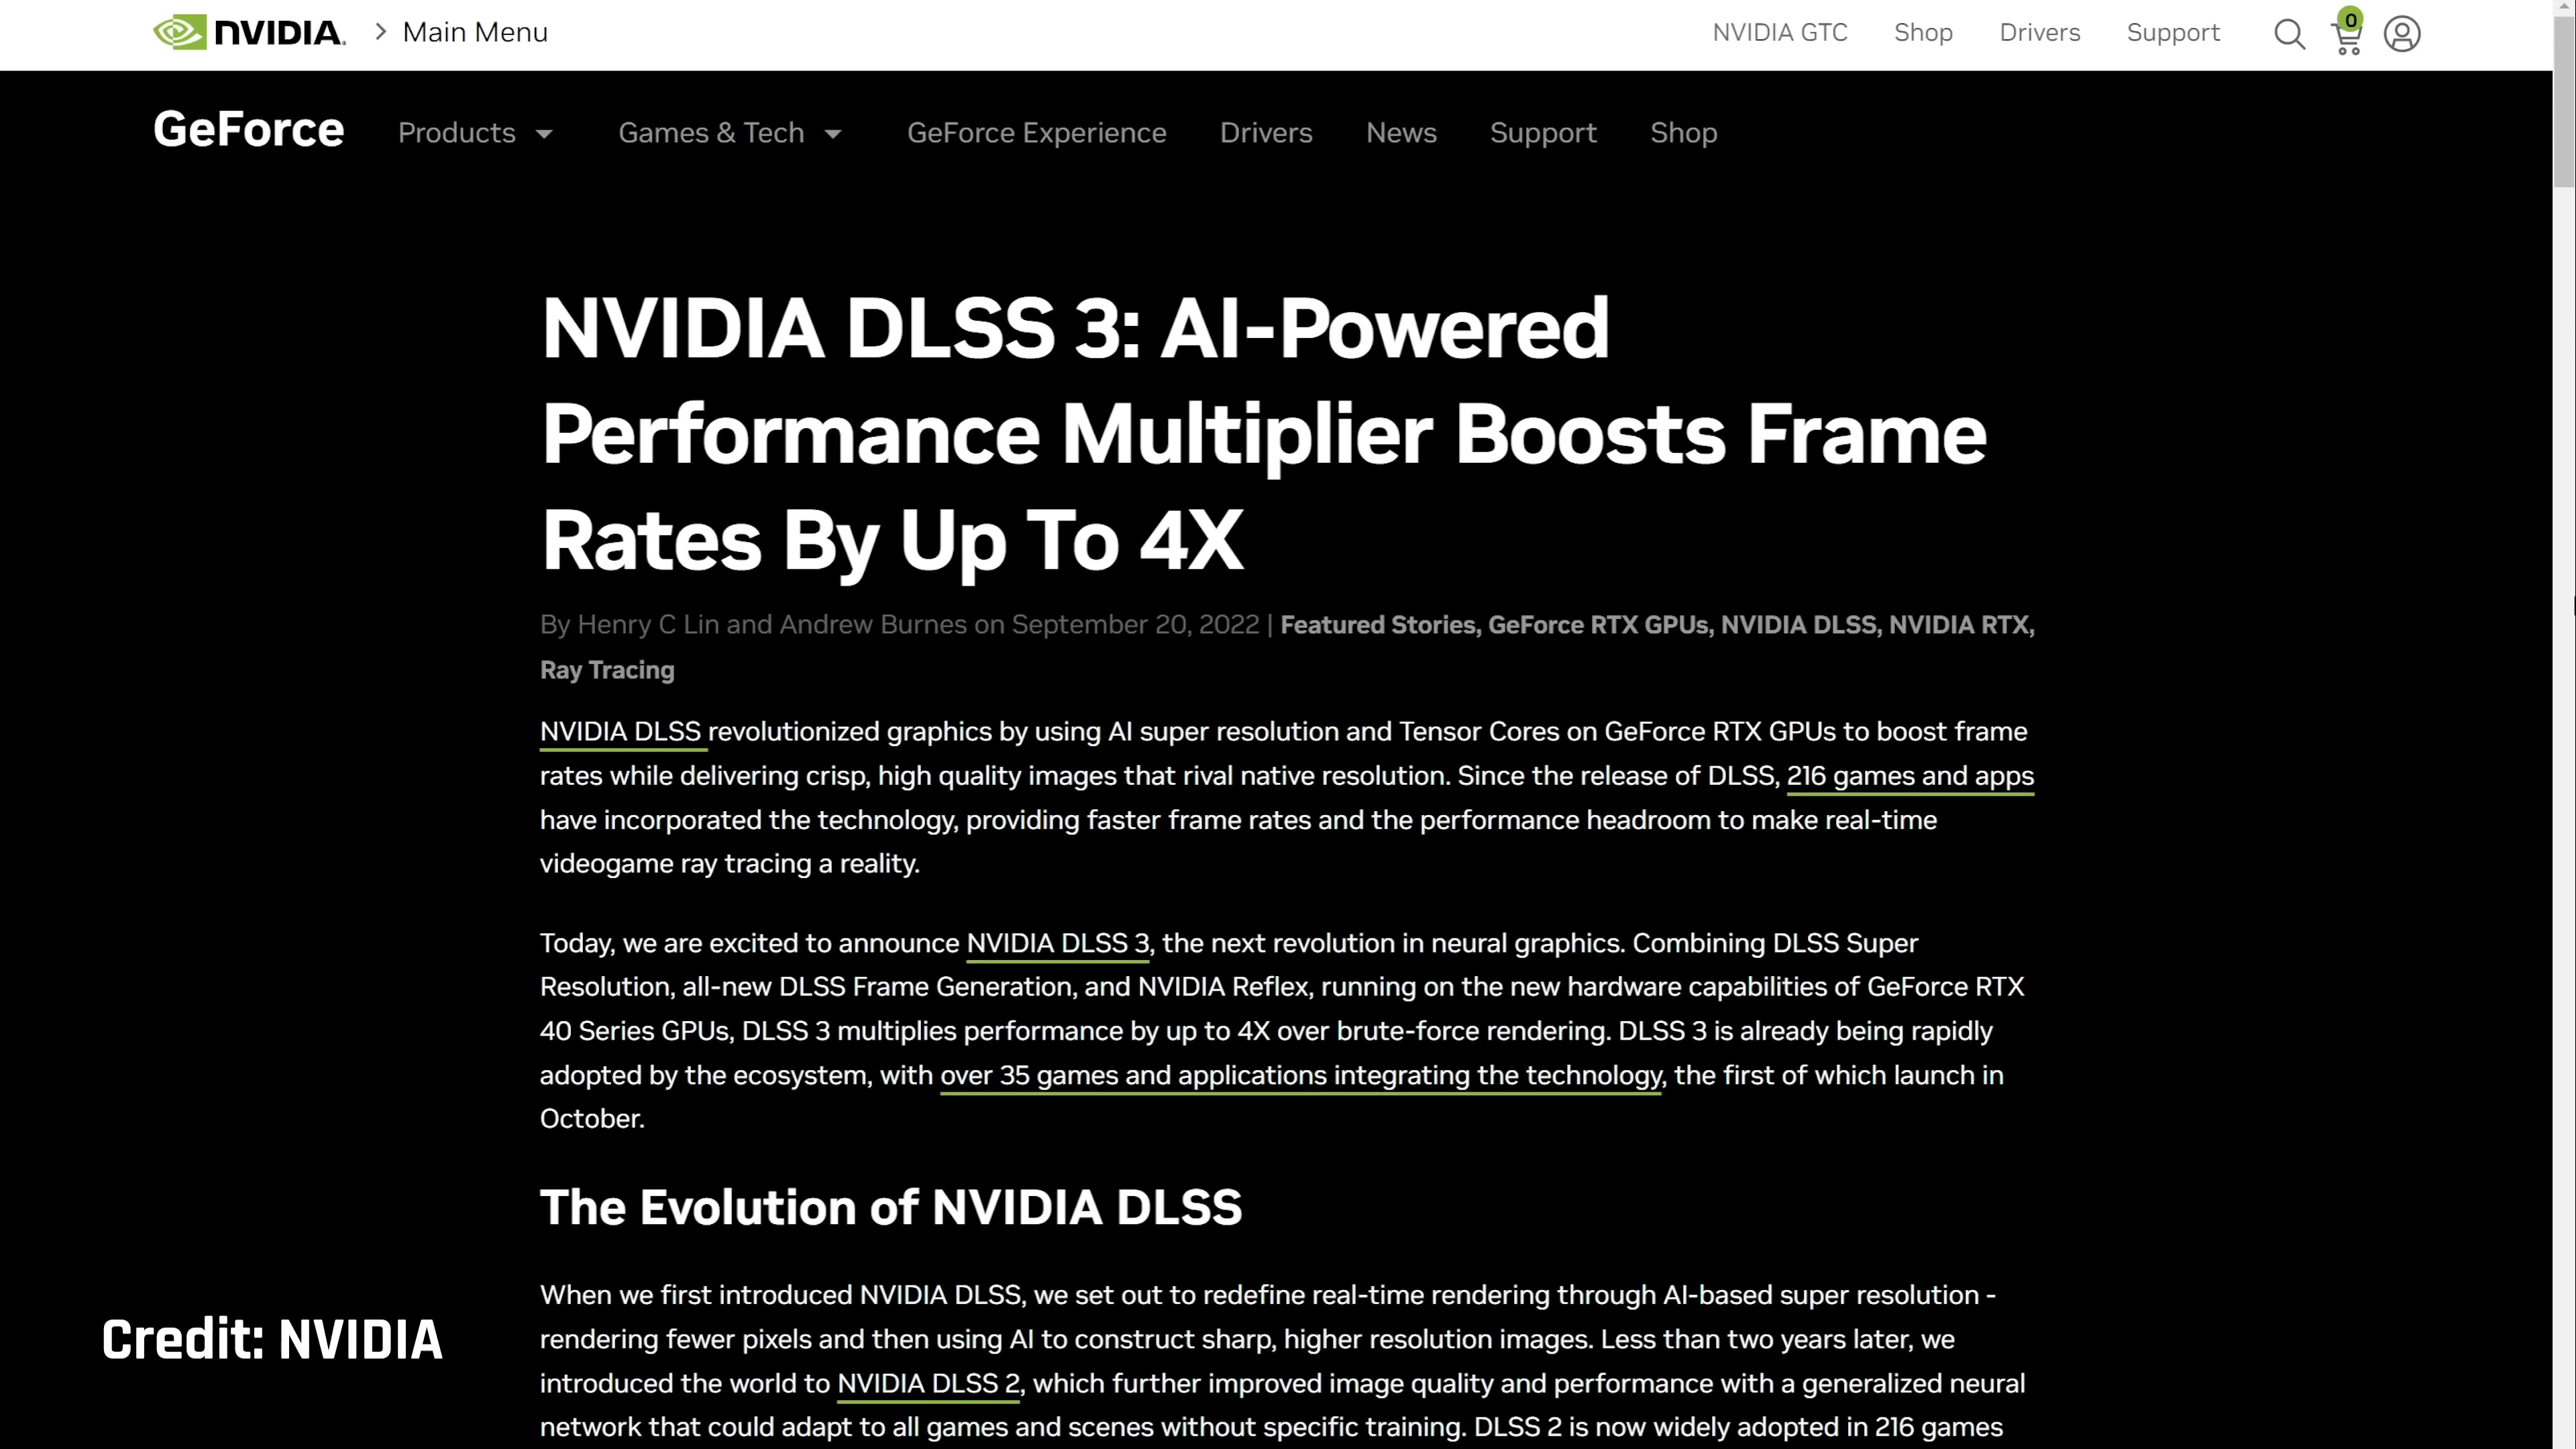 NVIDIA. > Main Menu NVIDIA GTC Shop Drivers Support 0
GeForce Products Games & Tech GeForce Experience Drivers News Support Shop
NVIDIA DLSS 3: AI-Powered
Performance Multiplier Boosts Frame
Rates By Up To 4X
By Henry C Lin and Andrew Burnes on September 20, 2022 | Featured Stories, GeForce RTX GPUs, NVIDIA DLSS, NVIDIA RTX,
Ray Tracing
NVIDIA DLSS revolutionized graphics by using AI super resolution and Tensor Cores on GeForce RTX GPUs to boost frame
rates while delivering crisp, high quality images that rival native resolution. Since the release of DLSS, 216 games and apps
have incorporated the technology, providing faster frame rates and the performance headroom to make real-time
videogame ray tracing a reality.
Today, we are excited to announce NVIDIA DLSS 3, the next revolution in neural graphics. Combining DLSS Super
Resolution, all-new DLSS Frame Generation, and NVIDIA Reflex, running on the new hardware capabilities of GeForce RTX
40 Series GPUs, DLSS 3 multiplies performance by up to 4X over brute-force rendering. DLSS 3 is already being rapidly
adopted by the ecosystem, with over 35 games and applications integrating the technology, the first of which launch in
October.
The Evolution of NVIDIA DLSS
When we first introduced NVIDIA DLSS, we set out to redefine real-time rendering through AI-based super resolution -
rendering fewer pixels and then using AI to construct sharp, higher resolution images. Less than two years later, we
introduced the world to NVIDIA DLSS 2, which further improved image quality and performance with a generalized neural
network that could adapt to all games and scenes without specific training. DLSS 2 is now widely adopted in 216 games
Credit: NVIDIA